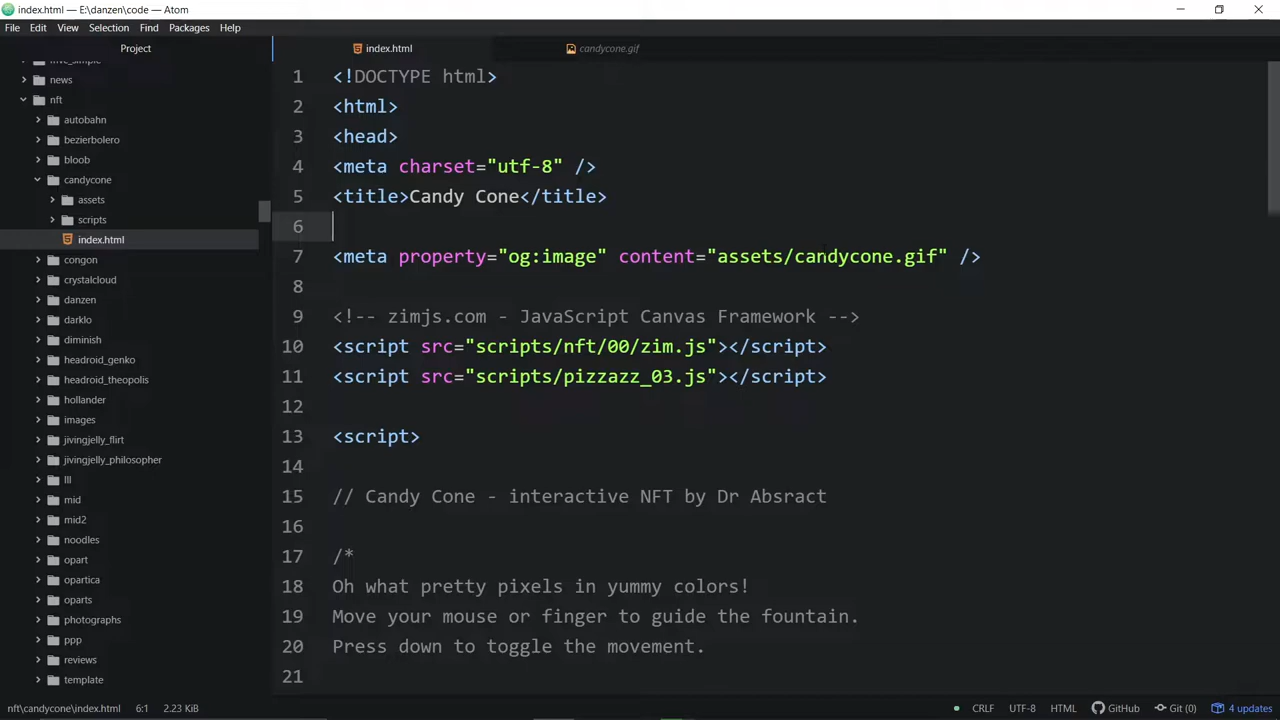 index.html — E:\danzen\code — Atom
File Edit View Selection Find Packages Help
Project
news
nft
autobahn
bezierbolero
bloob
candycone
assets
scripts
index.html
congon
crystalcloud
danzen
darklo
diminish
headroid_genko
headroid_theopolis
hollander
images
jivingjelly_flirt
jivingjelly_philosopher
lll
mid
mid2
noodles
opart
opartica
oparts
photographs
ppp
reviews
template
index.html candycone.gif
1 <!DOCTYPE html>
2 <html>
3 <head>
4 <meta charset="utf-8" />
5 <title>Candy Cone</title>
6
7 <meta property="og:image" content="assets/candycone.gif" />
8
9 <!-- zimjs.com - JavaScript Canvas Framework -->
10 <script src="scripts/nft/00/zim.js"></script>
11 <script src="scripts/pizzazz_03.js"></script>
12
13 <script>
14
15 // Candy Cone - interactive NFT by Dr Absract
16
17 /*
18 Oh what pretty pixels in yummy colors!
19 Move your mouse or finger to guide the fountain.
20 Press down to toggle the movement.
21
nft\candycone\index.html 6:1 2.23 KiB CRLF UTF-8 HTML GitHub Git (0) 4 updates